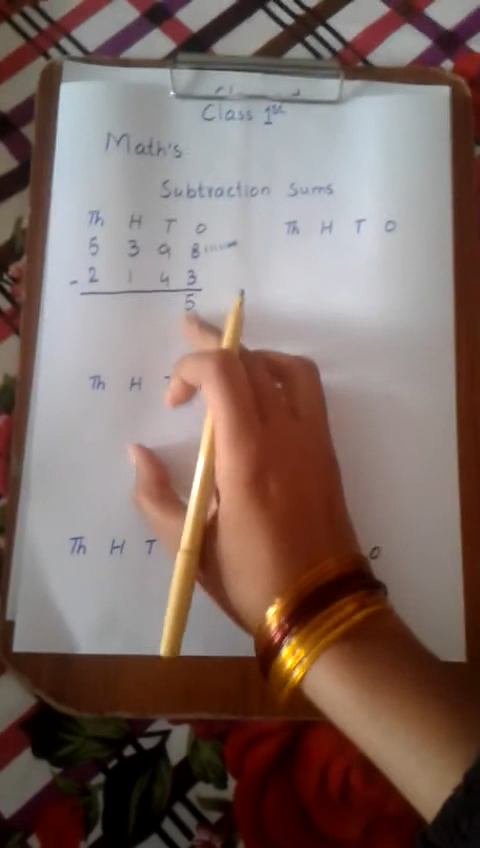 Class 1st
Math's
Subtraction Sums
Th H T O
5 3 9 8
- 2 1 4 3
5
Th H T O
Th H T
Th H T
O